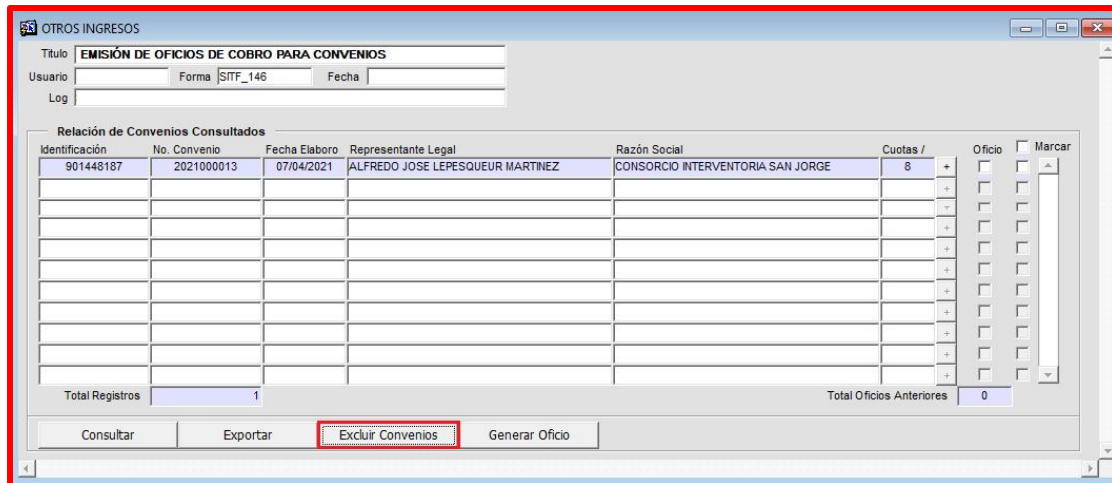 OTROS INGRESOS
Titulo EMISIÓN DE OFICIOS DE COBRO PARA CONVENIOS
Usuario Forma SITF_146 Fecha
Log
Relación de Convenios Consultados
Identificación No. Convenio Fecha Elaboro Representante Legal Razón Social Cuotas / Oficio Marcar
901448187 2021000013 07/04/2021 ALFREDO JOSE LEPESQUEUR MARTINEZ CONSORCIO INTERVENTORIA SAN JORGE 8 +
+
+
+
+
+
+
+
+
+
+
Total Registros 1 Total Oficios Anteriores 0
Consultar Exportar Excluir Convenios Generar Oficio